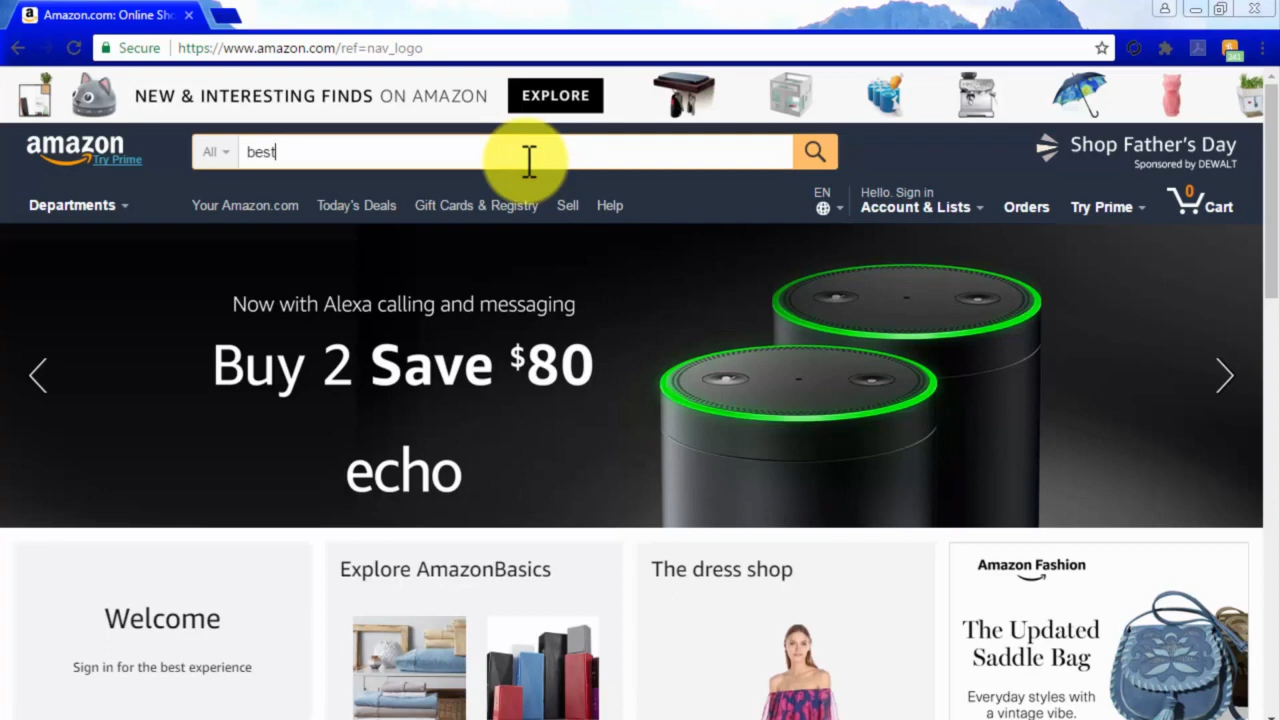 Amazon.com: Online Sho
Secure https://www.amazon.com/ref=nav_logo
NEW & INTERESTING FINDS ON AMAZON EXPLORE
amazon
Try Prime
All best
Shop Father's Day
Sponsored by DEWALT
Departments Your Amazon.com Today's Deals Gift Cards & Registry Sell Help
EN
Hello. Sign in
Account & Lists
Orders
Try Prime
0
Cart
Now with Alexa calling and messaging
Buy 2 Save $80
echo
Welcome
Sign in for the best experience
Explore AmazonBasics
The dress shop
Amazon Fashion
The Updated
Saddle Bag
Everyday styles with
a vintage vibe.